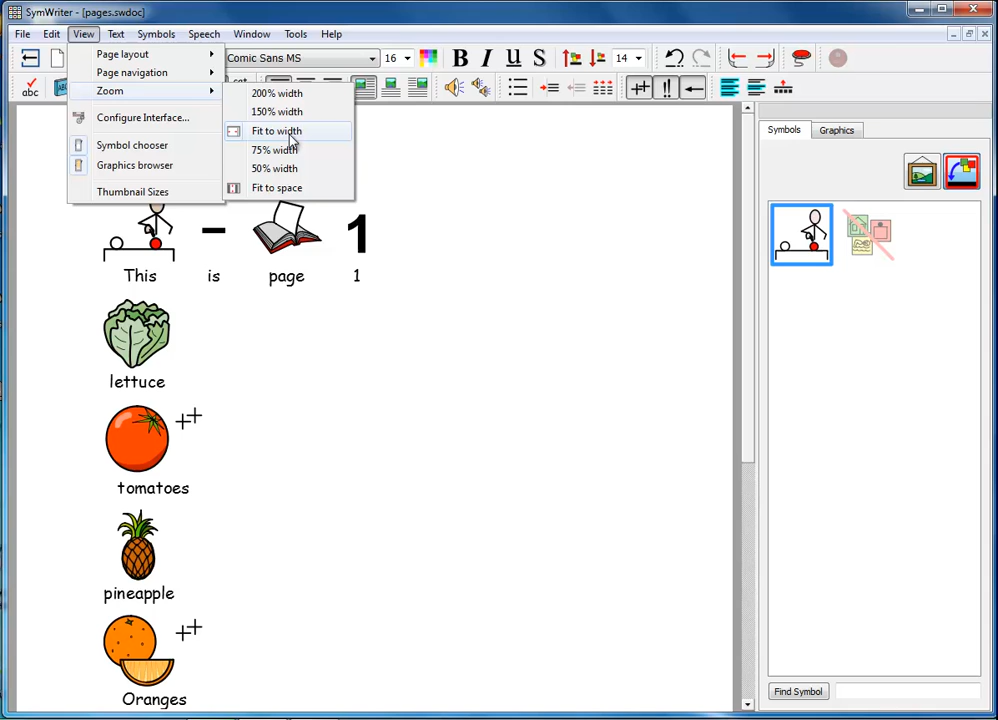 SymWriter - [pages.swdoc]
File Edit View Text Symbols Speech Window Tools Help
Comic Sans MS 16 B I U S 14
abc
Page layout
Page navigation
Zoom
Configure Interface...
Symbol chooser
Graphics browser
Thumbnail Sizes
200% width
150% width
Fit to width
75% width
50% width
Fit to space
Symbols Graphics
1
This is page 1
lettuce
tomatoes
pineapple
Oranges
Find Symbol